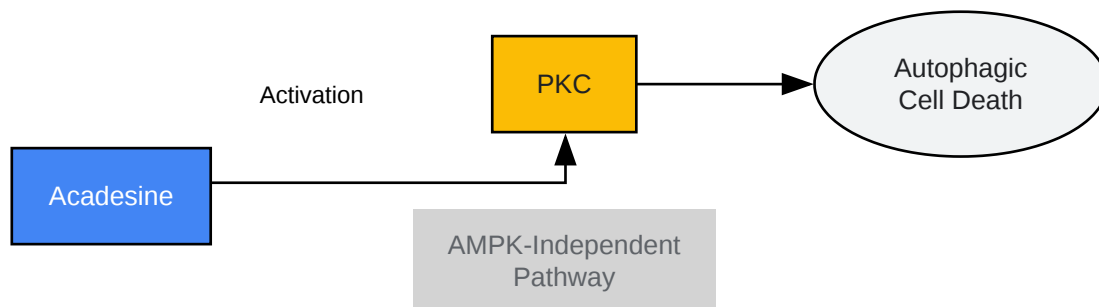 Activation
PKC
Autophagic
Cell Death
Acadesine
AMPK-Independent
Pathway